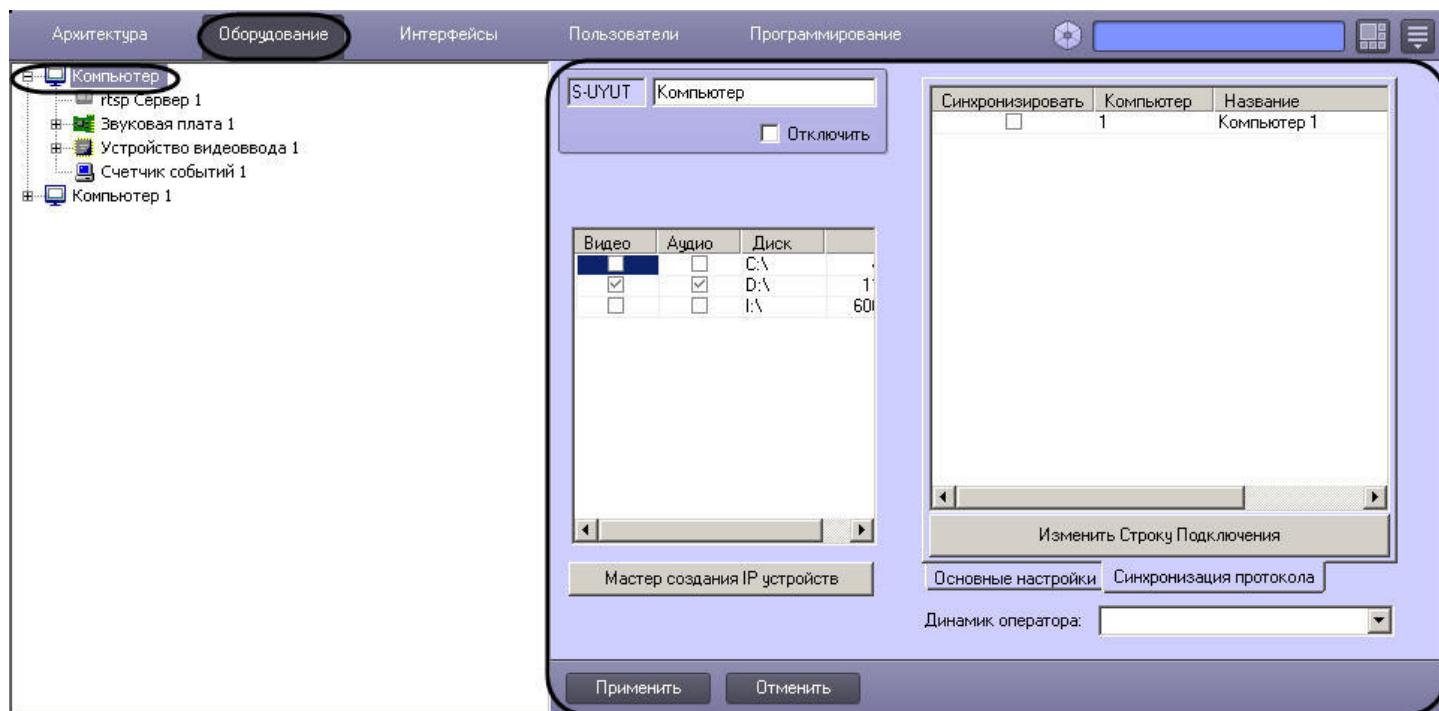 Архитектура Оборудование Интерфейсы Пользователи Программирование
Компьютер
rtsp Сервер 1
Звуковая плата 1
Устройство видеоввода 1
Счетчик событий 1
Компьютер 1
S-UYUT Компьютер
Отключить
Видео Аудио Диск
C:\
D:\ 11
I:\ 600
Мастер создания IP устройств
Синхронизировать Компьютер Название
1 Компьютер 1
Изменить Строку Подключения
Основные настройки Синхронизация протокола
Динамик оператора:
Применить Отменить